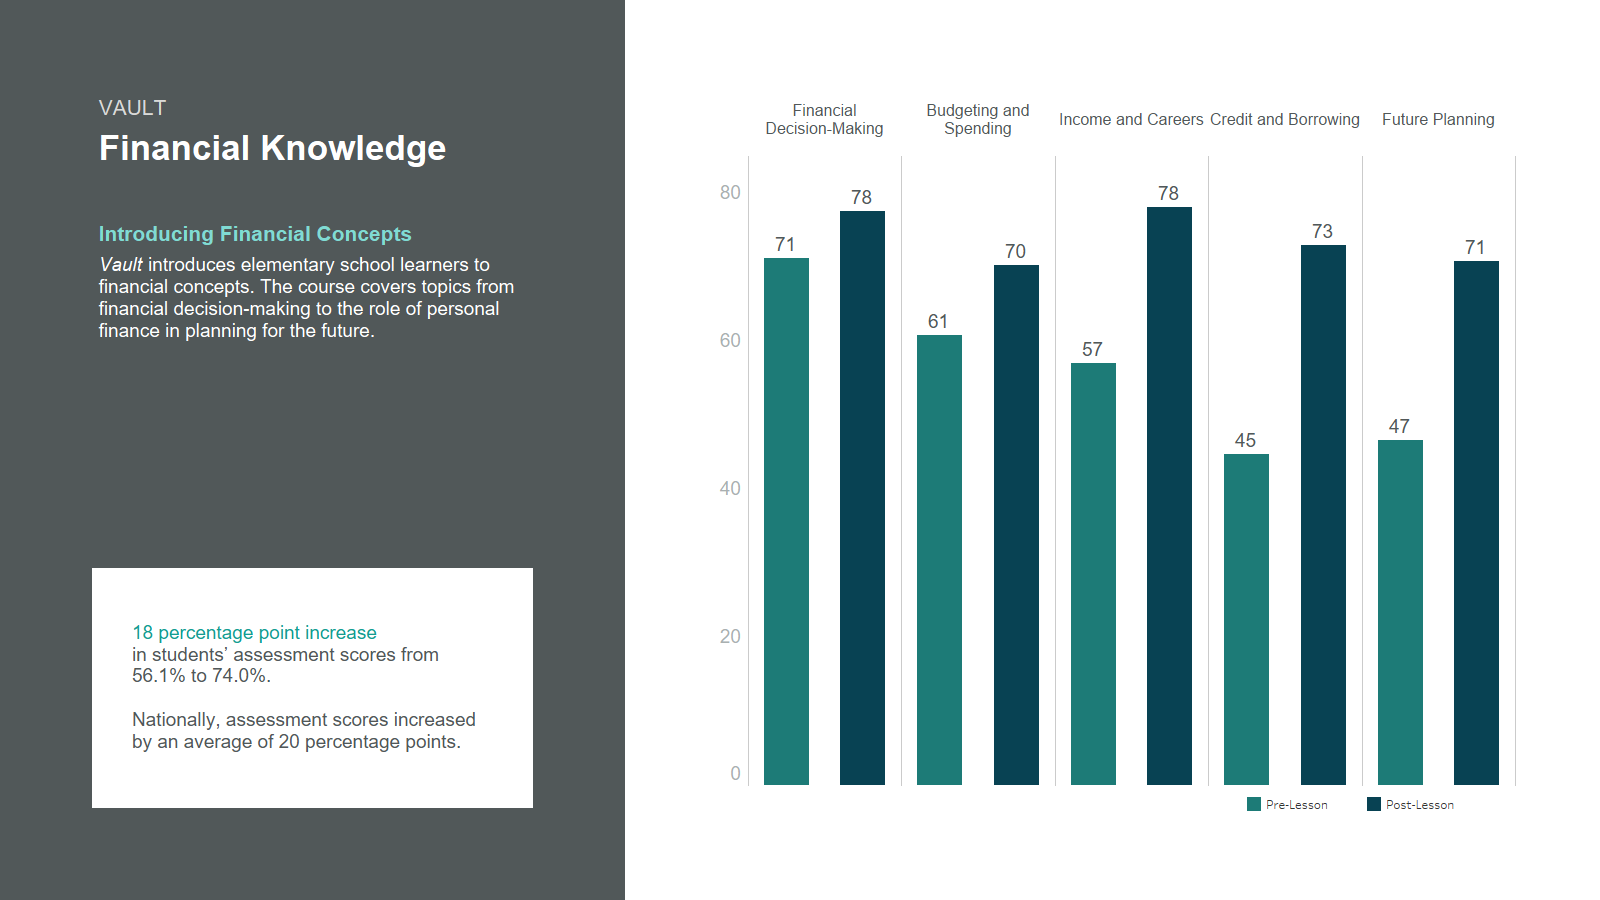 VAULT
Financial Knowledge
Introducing Financial Concepts
Vault introduces elementary school learners to
financial concepts. The course covers topics from
financial decision-making to the role of personal
finance in planning for the future.
18 percentage point increase
in students’ assessment scores from
56.1% to 74.0%.
Nationally, assessment scores increased
by an average of 20 percentage points.
Financial
Decision-Making
Budgeting and
Spending
Income and Careers
Credit and Borrowing
Future Planning
80
60
40
20
0
71
78
61
70
57
78
45
73
47
71
Pre-Lesson
Post-Lesson